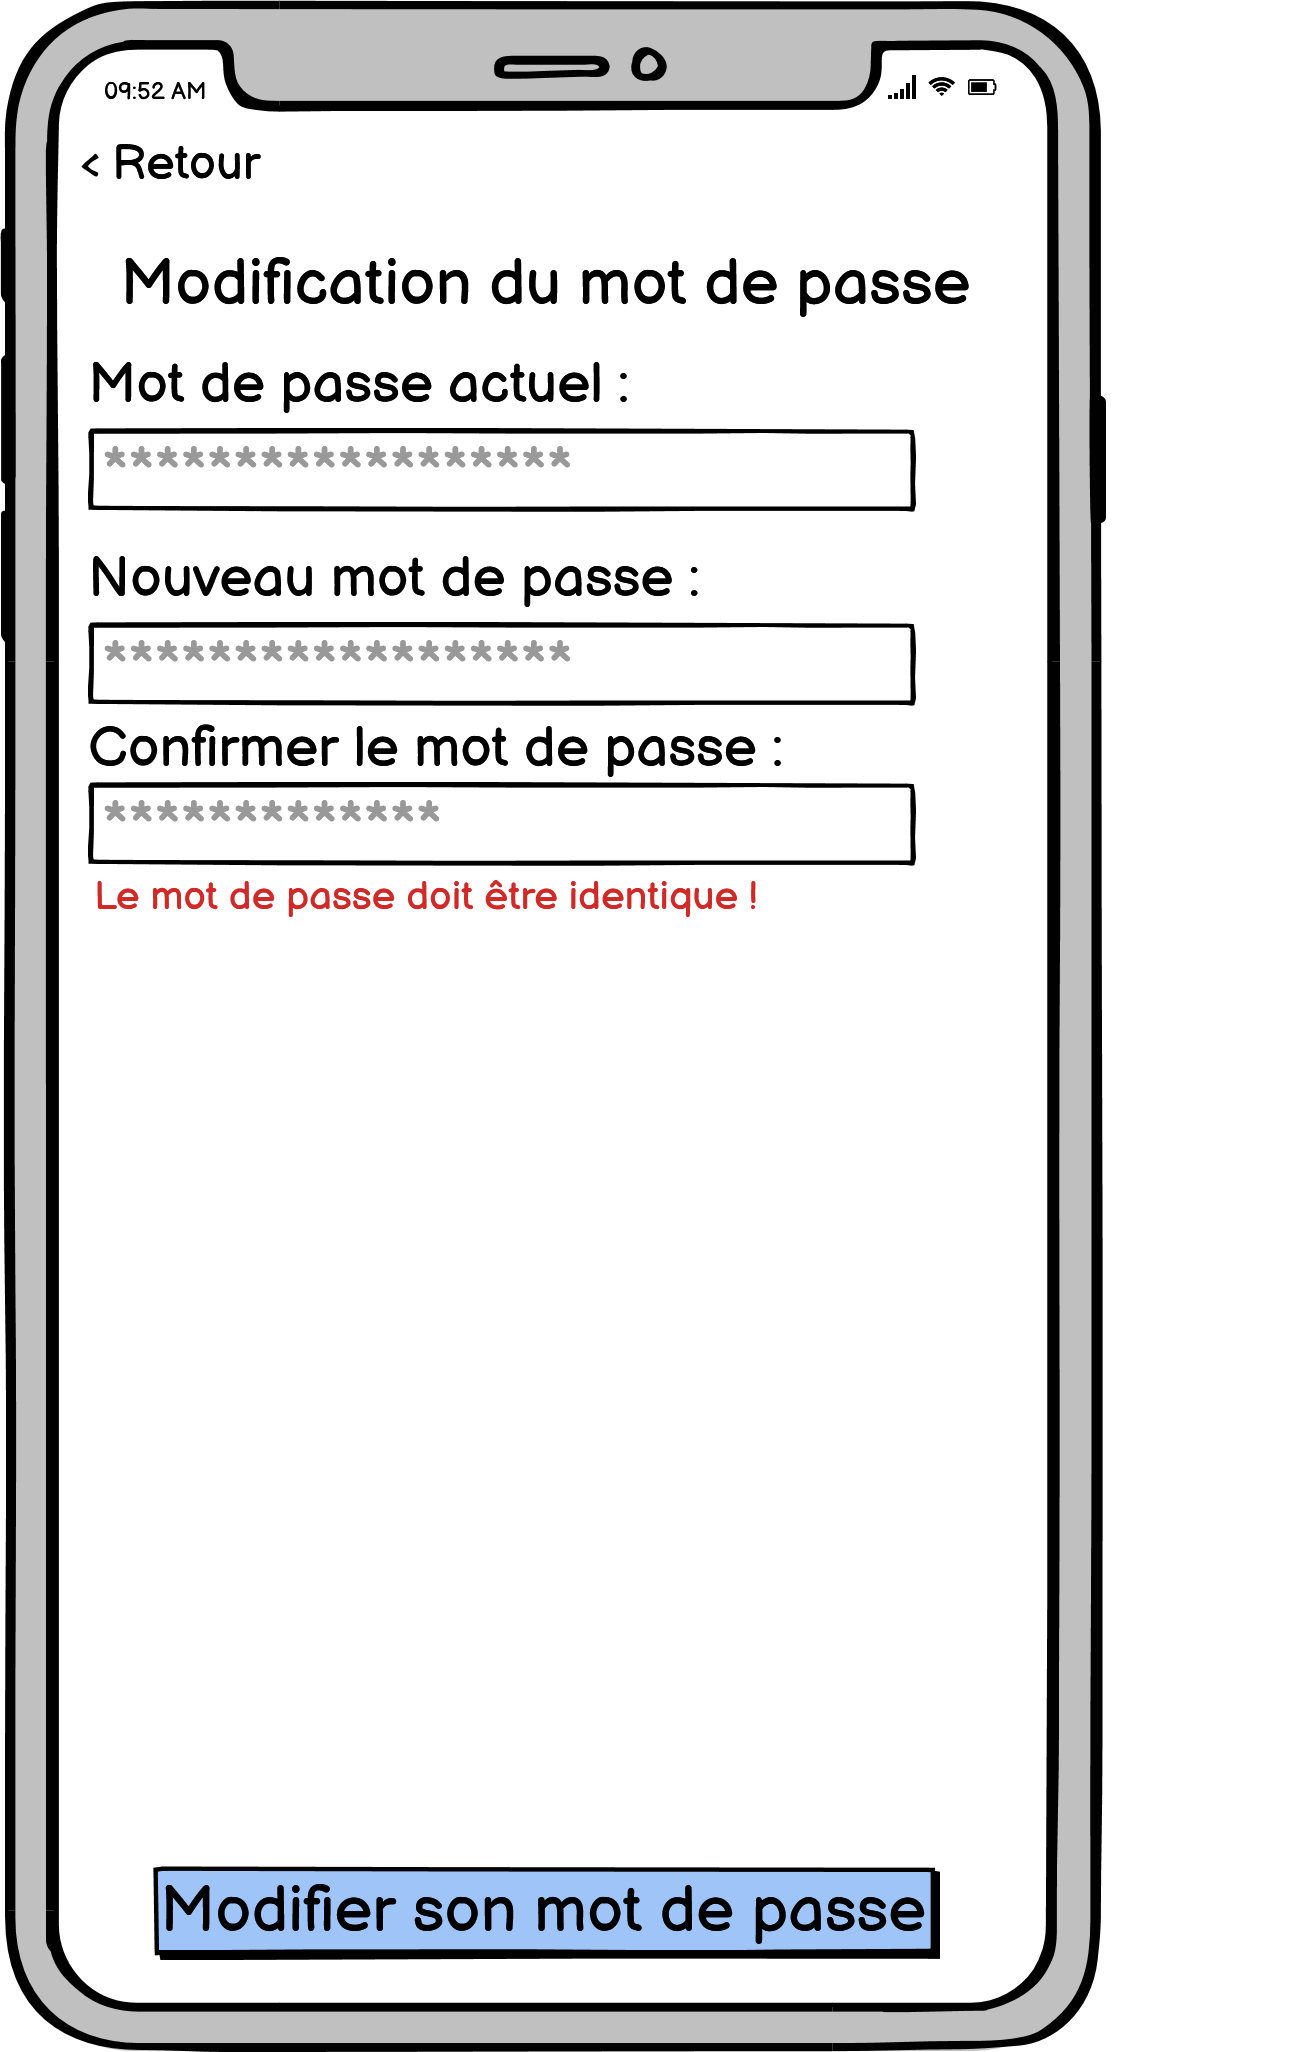 09:52 AM
< Retour
Modification du mot de passe
Mot de passe actuel :
******************
Nouveau mot de passe :
******************
Confirmer le mot de passe :
*************
Le mot de passe doit être identique !
Modifier son mot de passe